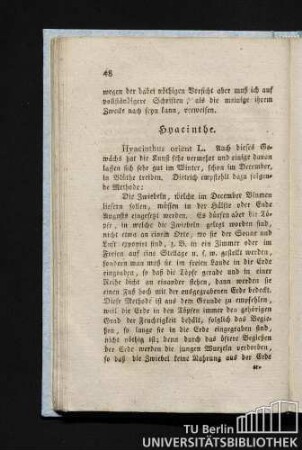 48
wegen der dabei nöthigen Vorsicht aber muß ich auf
vollständigere Schriften, als die meinige ihrem
Zweck nach seyn kann, verweisen.
Hyacinthe.
Hyacinthus orient L. Auch dieses Ge-
wächs hat die Kunst sehr vermehrt und einige davon
lassen sich sehr gut im Winter, schon im December,
in Blüthe treiben. Dietrich empfiehlt dazu folgen-
de Methode:
Die Zwiebeln, welche im December Blumen
liefern sollen, müssen in der Hälfte oder Ende
Augusts eingesetzt werden. Es dürfen aber die Tö-
pfe, in welche die Zwiebeln gelegt worden sind,
nicht etwa an einem Orte, wo sie der Sonne und
Luft exponirt sind, z. B. in ein Zimmer oder im
Freien auf eine Stellage u. s. w. gestellt werden,
sondern man muß sie im freien Lande in die Erde
eingraben, so daß die Töpfe gerade und in einer
Reihe dicht an einander stehen, dann werden sie
einen Fuß hoch mit der ausgegrabenen Erde bedeckt.
Diese Methode ist aus dem Grunde zu empfehlen,
weil die Erde in den Töpfen immer den gehörigen
Grad der Feuchtigkeit behält, folglich das Begie-
ßen, so lange sie in die Erde eingegraben sind,
nicht nöthig ist; denn durch das öftere Begießen
der Erde werden die jungen Wurzeln verdorben,
so daß die Zwiebel keine Nahrung aus der Erde
TU Berlin
UNIVERSITÄTSBIBLIOTHEK